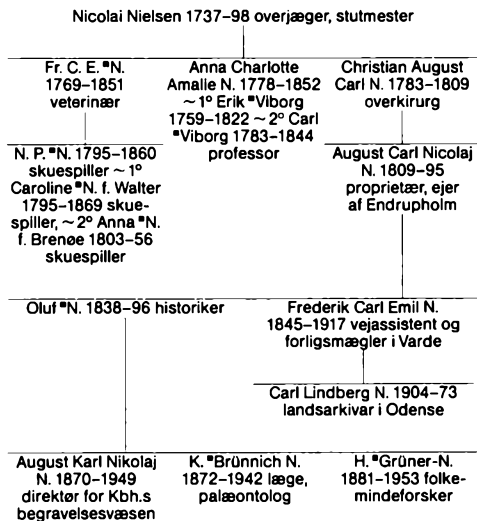 Nicolai Nielsen 1737–98 overjæger, stutmester
Fr. C. E. *N.
1769–1851
veterinær
Anna Charlotte
Amalie N. 1778–1852
~ 1º Erik *Viborg
1759–1822 ~ 2º Carl
*Viborg 1783–1844
professor
Christian August
Carl N. 1783–1809
overkirurg
N. P. *N. 1795–1860
skuespiller ~ 1º
Caroline *N. f. Walter
1795–1869 skue-
spiller, ~ 2º Anna *N.
f. Brenøe 1803–56
skuespiller
August Carl Nicolaj
N. 1809–95
proprietær, ejer
af Endrupholm
Oluf *N. 1838–96 historiker
Frederik Carl Emil N.
1845–1917 vejassistent og
forligsmægler i Varde
Carl Lindberg N. 1904–73
landsarkivar i Odense
August Karl Nikolaj
N. 1870–1949
direktør for Kbh.s
begravelsesvæsen
K. *Brünnich N.
1872–1942 læge,
palæontolog
H. *Grüner-N.
1881–1953 folke-
mindeforsker